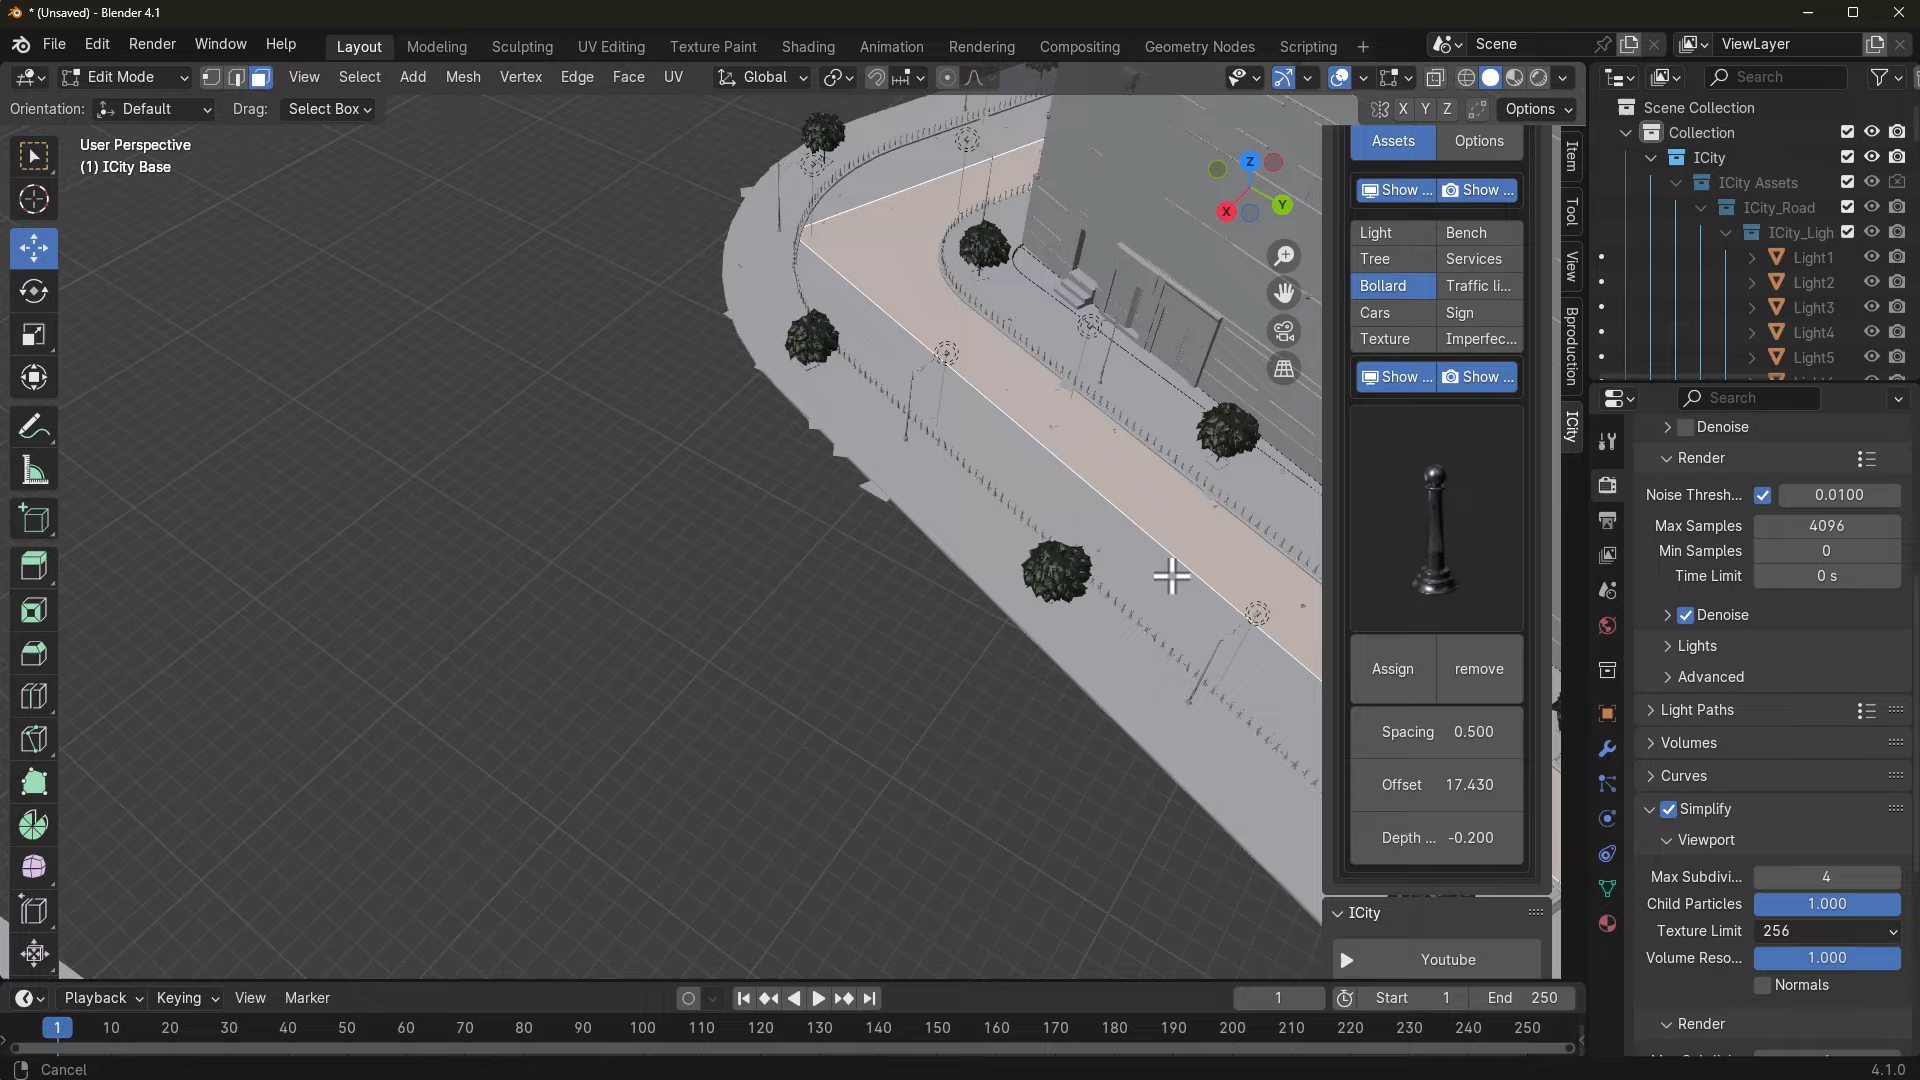 * (Unsaved) - Blender 4.1
File Edit Render Window Help
Layout Modeling Sculpting UV Editing Texture Paint Shading Animation Rendering Compositing Geometry Nodes Scripting
Scene
ViewLayer
Edit Mode
View Select Add Mesh Vertex Edge Face UV
Global
Search
Orientation: Default Drag: Select Box
X Y Z Options
User Perspective
(1) ICity Base
Z
Y
X
Assets Options
Show ... Show ...
Light Bench
Tree Services
Bollard Traffic li...
Cars Sign
Texture Imperfec...
Show ... Show ...
Assign remove
Spacing 0.500
Offset 17.430
Depth ... -0.200
ICity
Youtube
Item
Tool
View
Bproduction
ICity
Scene Collection
Collection
ICity
ICity Assets
ICity_Road
ICity_Ligh
Light1
Light2
Light3
Light4
Light5
Search
Denoise
Render
Noise Thresh... 0.0100
Max Samples 4096
Min Samples 0
Time Limit 0 s
Denoise
Lights
Advanced
Light Paths
Volumes
Curves
Simplify
Viewport
Max Subdivi... 4
Child Particles 1.000
Texture Limit 256
Volume Reso... 1.000
Normals
Render
Playback Keying View Marker
1 Start 1 End 250
1 10 20 30 40 50 60 70 80 90 100 110 120 130 140 150 160 170 180 190 200 210 220 230 240 250
Cancel
4.1.0